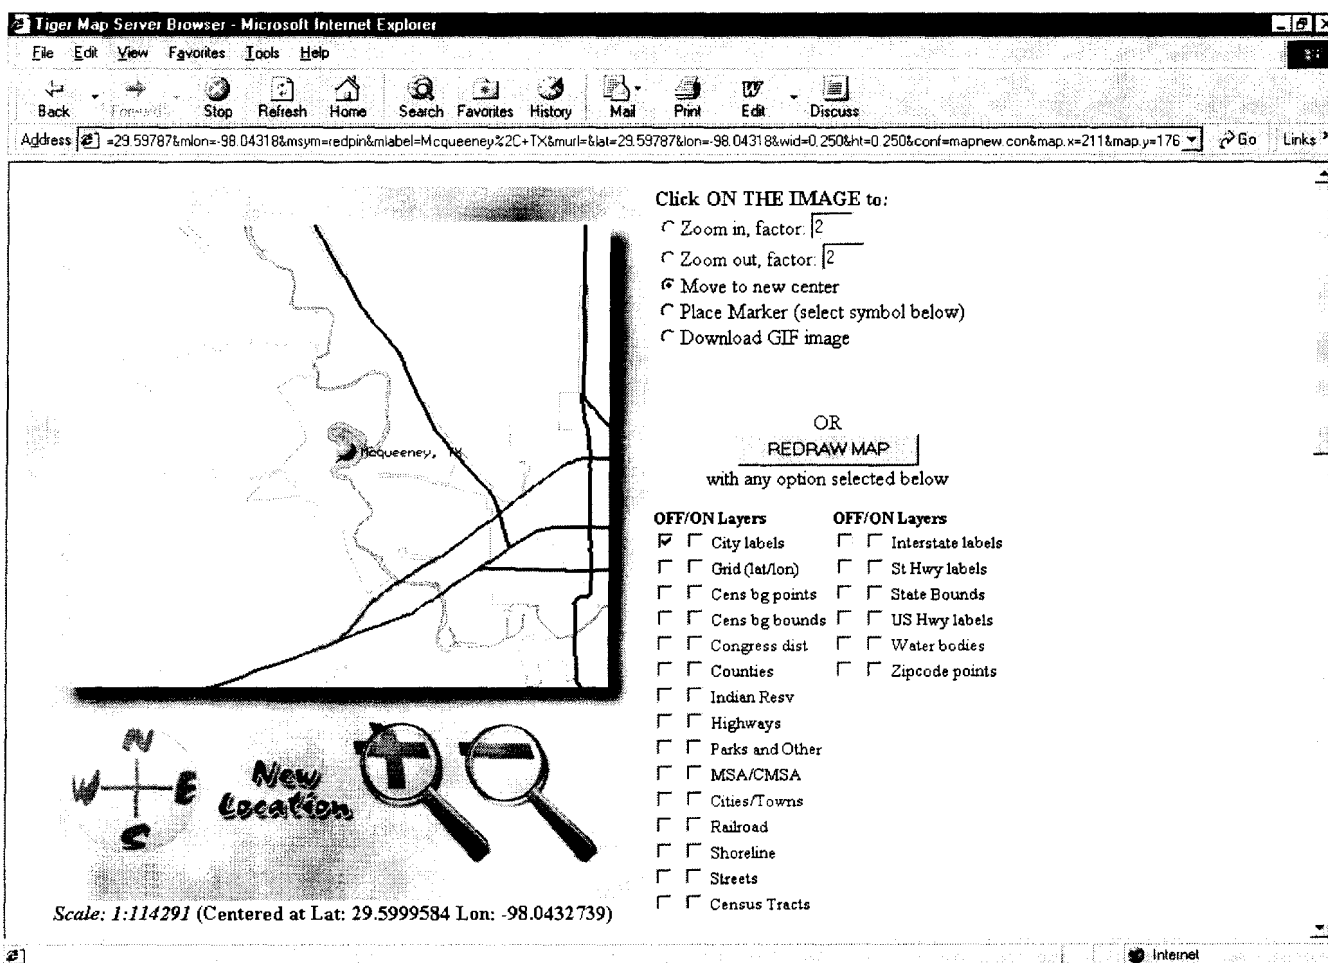 Tiger Map Server Browser - Microsoft Internet Explorer
File Edit View Favorites Tools Help
Back Forward Stop Refresh Home Search Favorites History Mail Print Edit Discuss
Address =29.59787&mlon=-98.04318&msym=redpin&mlabel=Mcqueeney%2C+TX&murl=&lat=29.59787&lon=-98.04318&wid=0.250&ht=0.250&conf=mapnew.con&map.x=211&map.y=176 Go Links »
Click ON THE IMAGE to:
Zoom in, factor: 2
Zoom out, factor: 2
Move to new center
Place Marker (select symbol below)
Download GIF image
Mcqueeney, TX
OR
REDRAW MAP
with any option selected below
OFF/ON Layers OFF/ON Layers
City labels Interstate labels
Grid (lat/lon) St Hwy labels
Cens bg points State Bounds
Cens bg bounds US Hwy labels
Congress dist Water bodies
Counties Zipcode points
Indian Resv
Highways
Parks and Other
MSA/CMSA
Cities/Towns
Railroad
Shoreline
Streets
Census Tracts
N
W E
S
New
Location
Scale: 1:114291 (Centered at Lat: 29.5999584 Lon: -98.0432739)
Internet